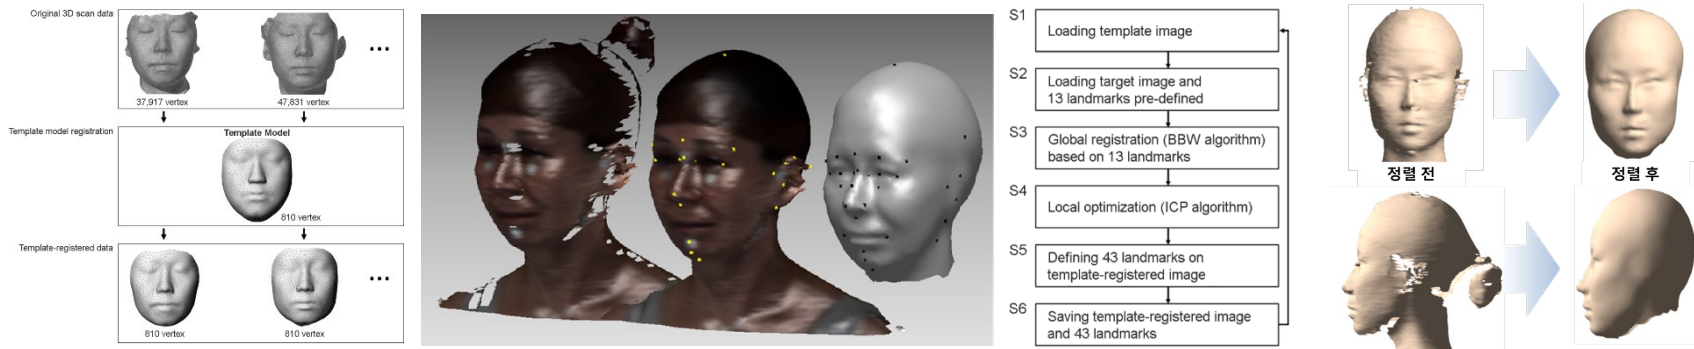 Original 3D scan data
37,917 vertex
47,831 vertex
...
Template model registration
Template Model
810 vertex
Template-registered data
810 vertex
810 vertex
...
S1
Loading template image
S2
Loading target image and
13 landmarks pre-defined
S3
Global registration (BBW algorithm)
based on 13 landmarks
S4
Local optimization (ICP algorithm)
S5
Defining 43 landmarks on
template-registered image
S6
Saving template-registered image
and 43 landmarks
정렬 전
정렬 후